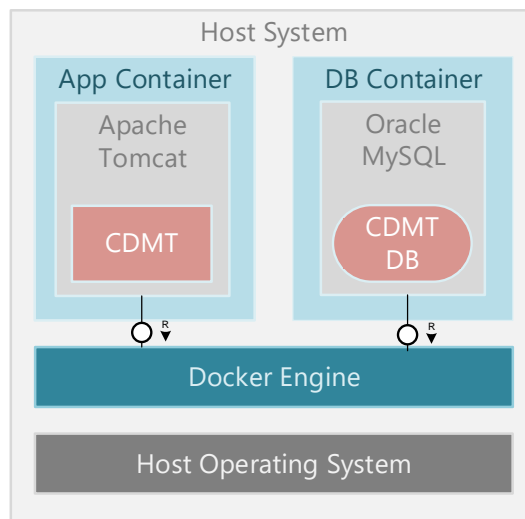 Host System
App Container
Apache
Tomcat
CDMT
DB Container
Oracle
MySQL
CDMT
DB
R
R
Docker Engine
Host Operating System